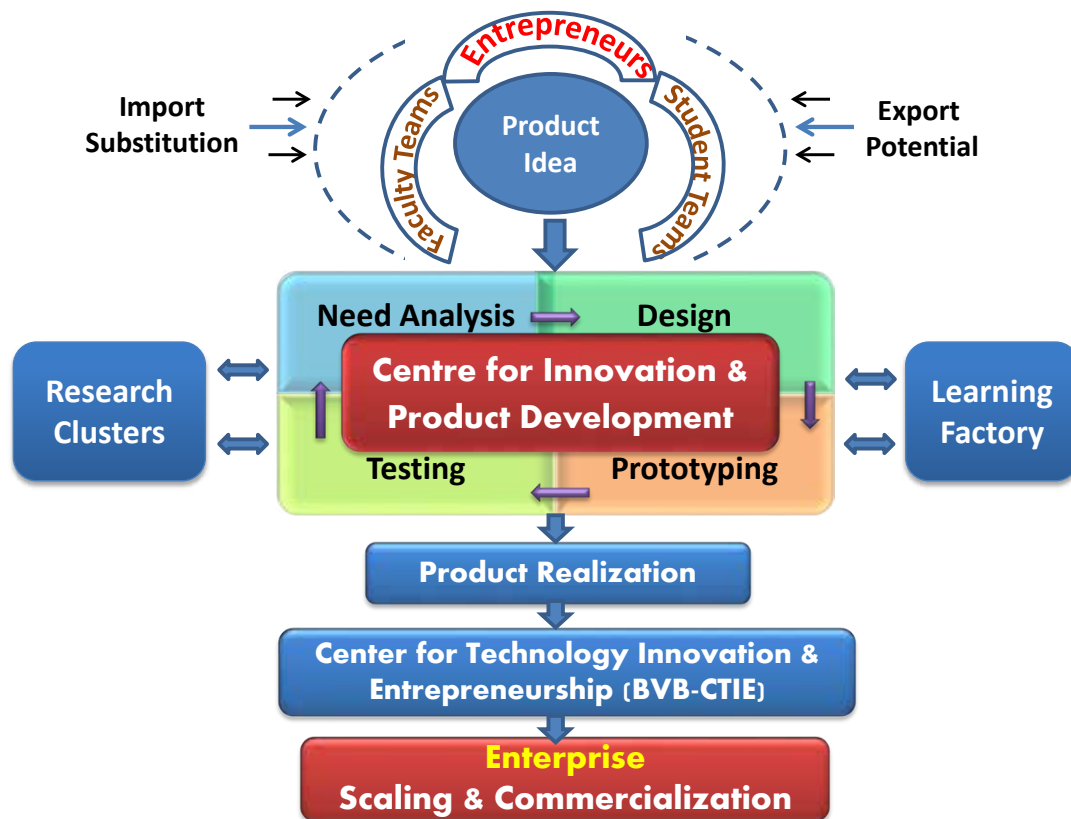 Entrepreneurs
Faculty Teams
Student Teams
Import
Substitution
Product
Idea
Export
Potential
Need Analysis
Design
Research
Clusters
Centre for Innovation &
Product Development
Learning
Factory
Testing
Prototyping
Product Realization
Center for Technology Innovation &
Entrepreneurship (BVB-CTIE)
Enterprise
Scaling & Commercialization